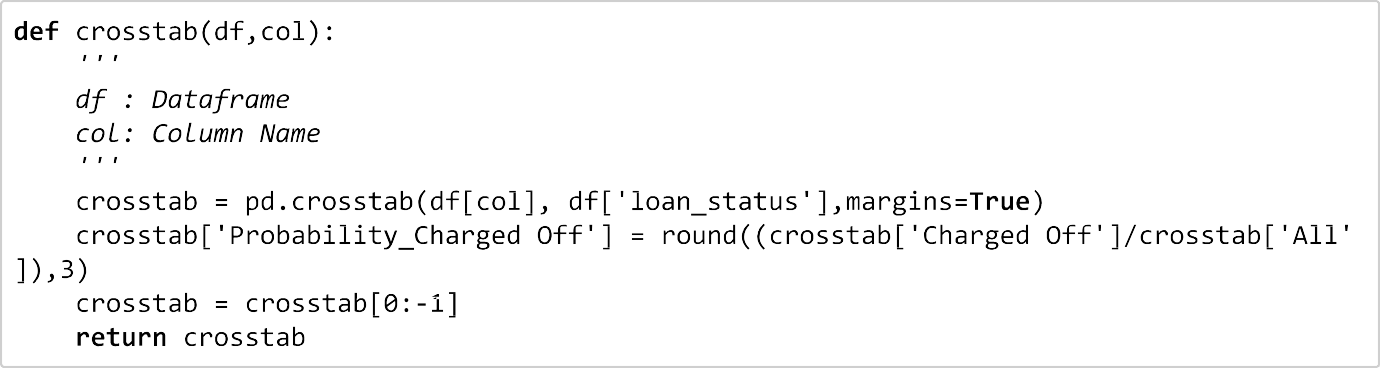 def crosstab(df,col):
    '''
    df : Dataframe
    col: Column Name
    '''
    crosstab = pd.crosstab(df[col], df['loan_status'],margins=True)
    crosstab['Probability_Charged Off'] = round((crosstab['Charged Off']/crosstab['All'
]),3)
    crosstab = crosstab[0:-1]
    return crosstab